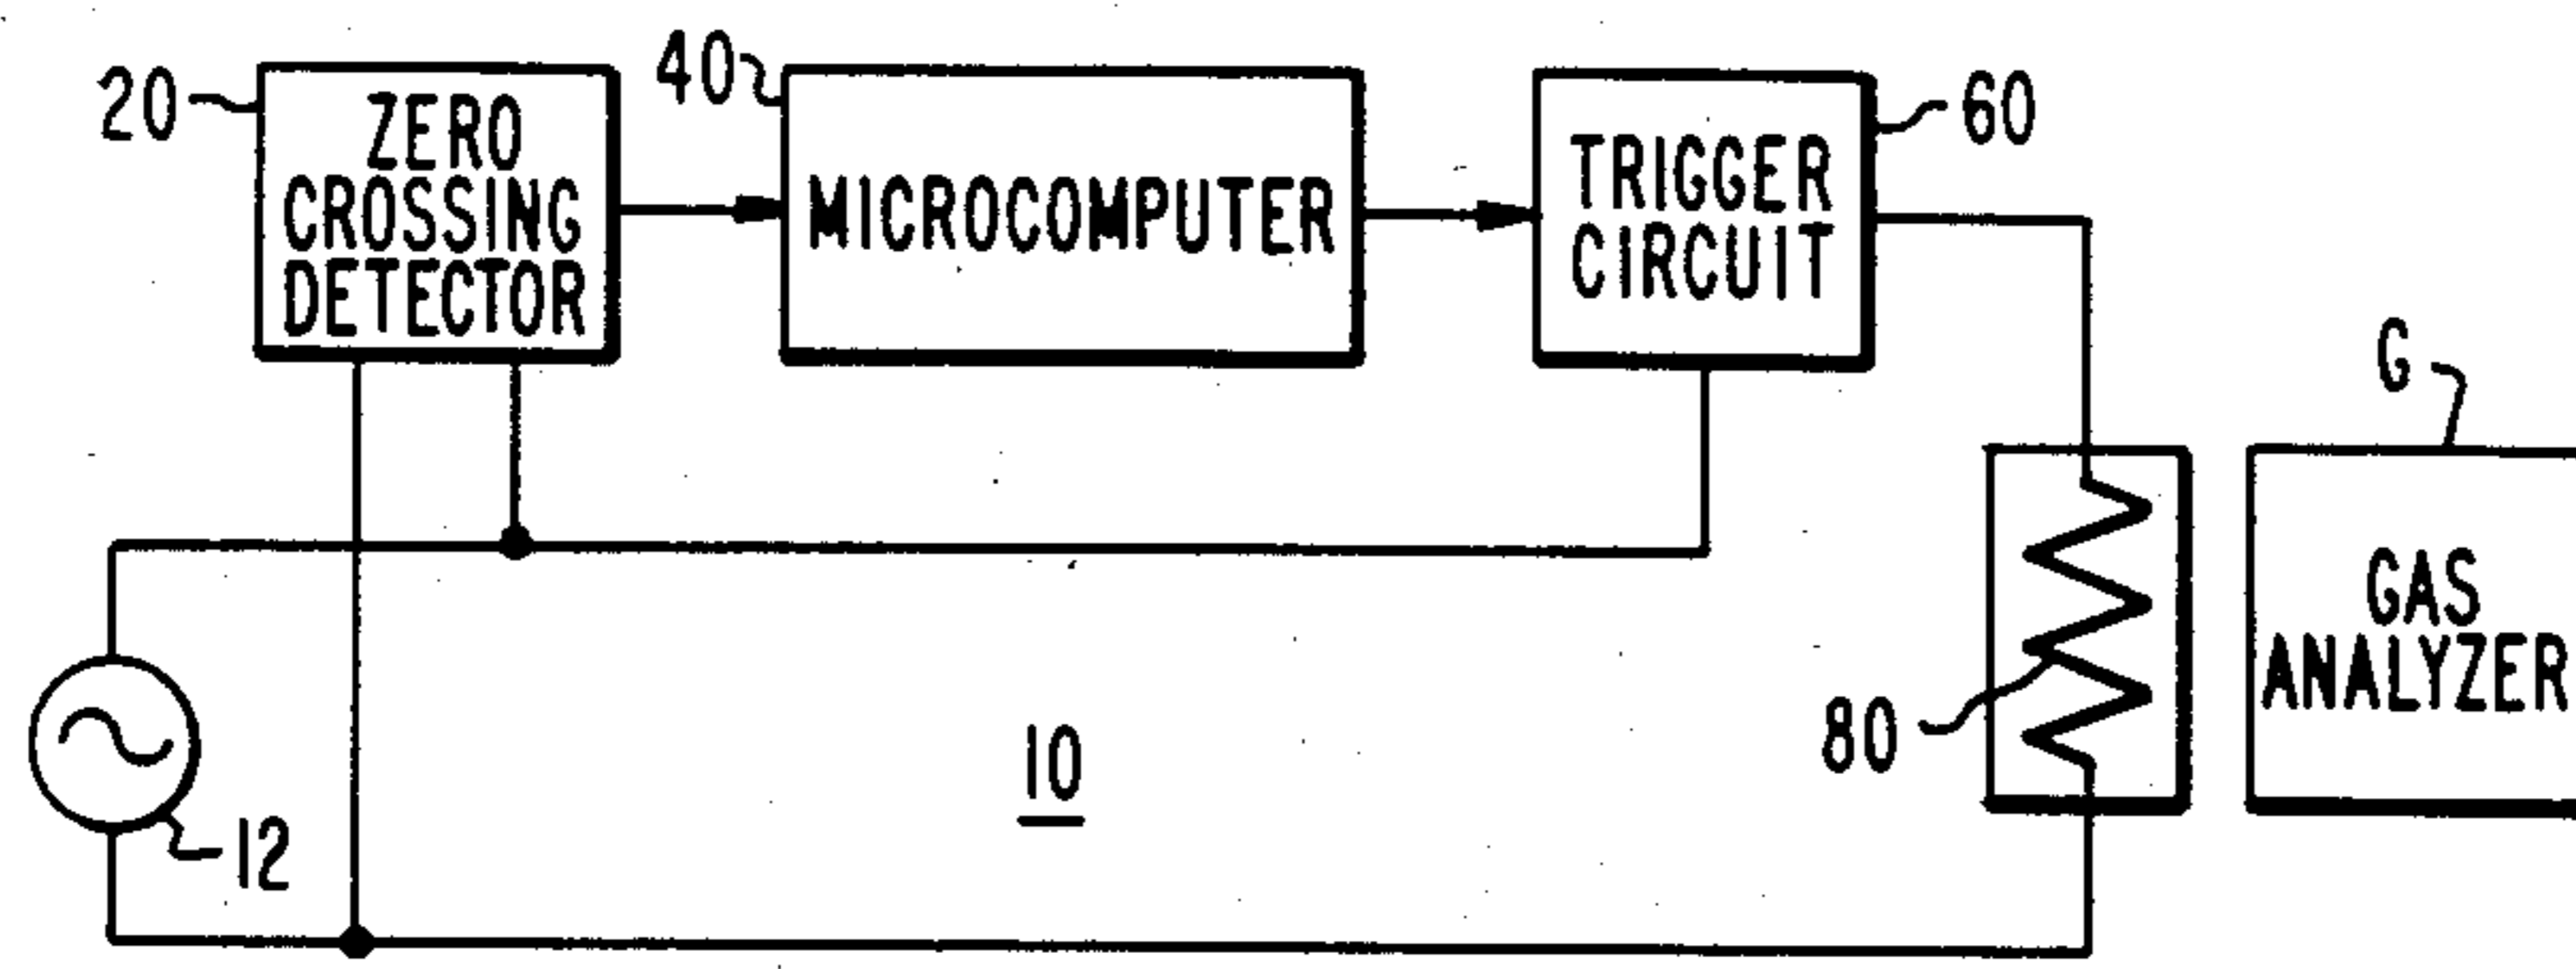 20
ZERO
CROSSING
DETECTOR
40
MICROCOMPUTER
TRIGGER
CIRCUIT
60
G
GAS
ANALYZER
80
10
12